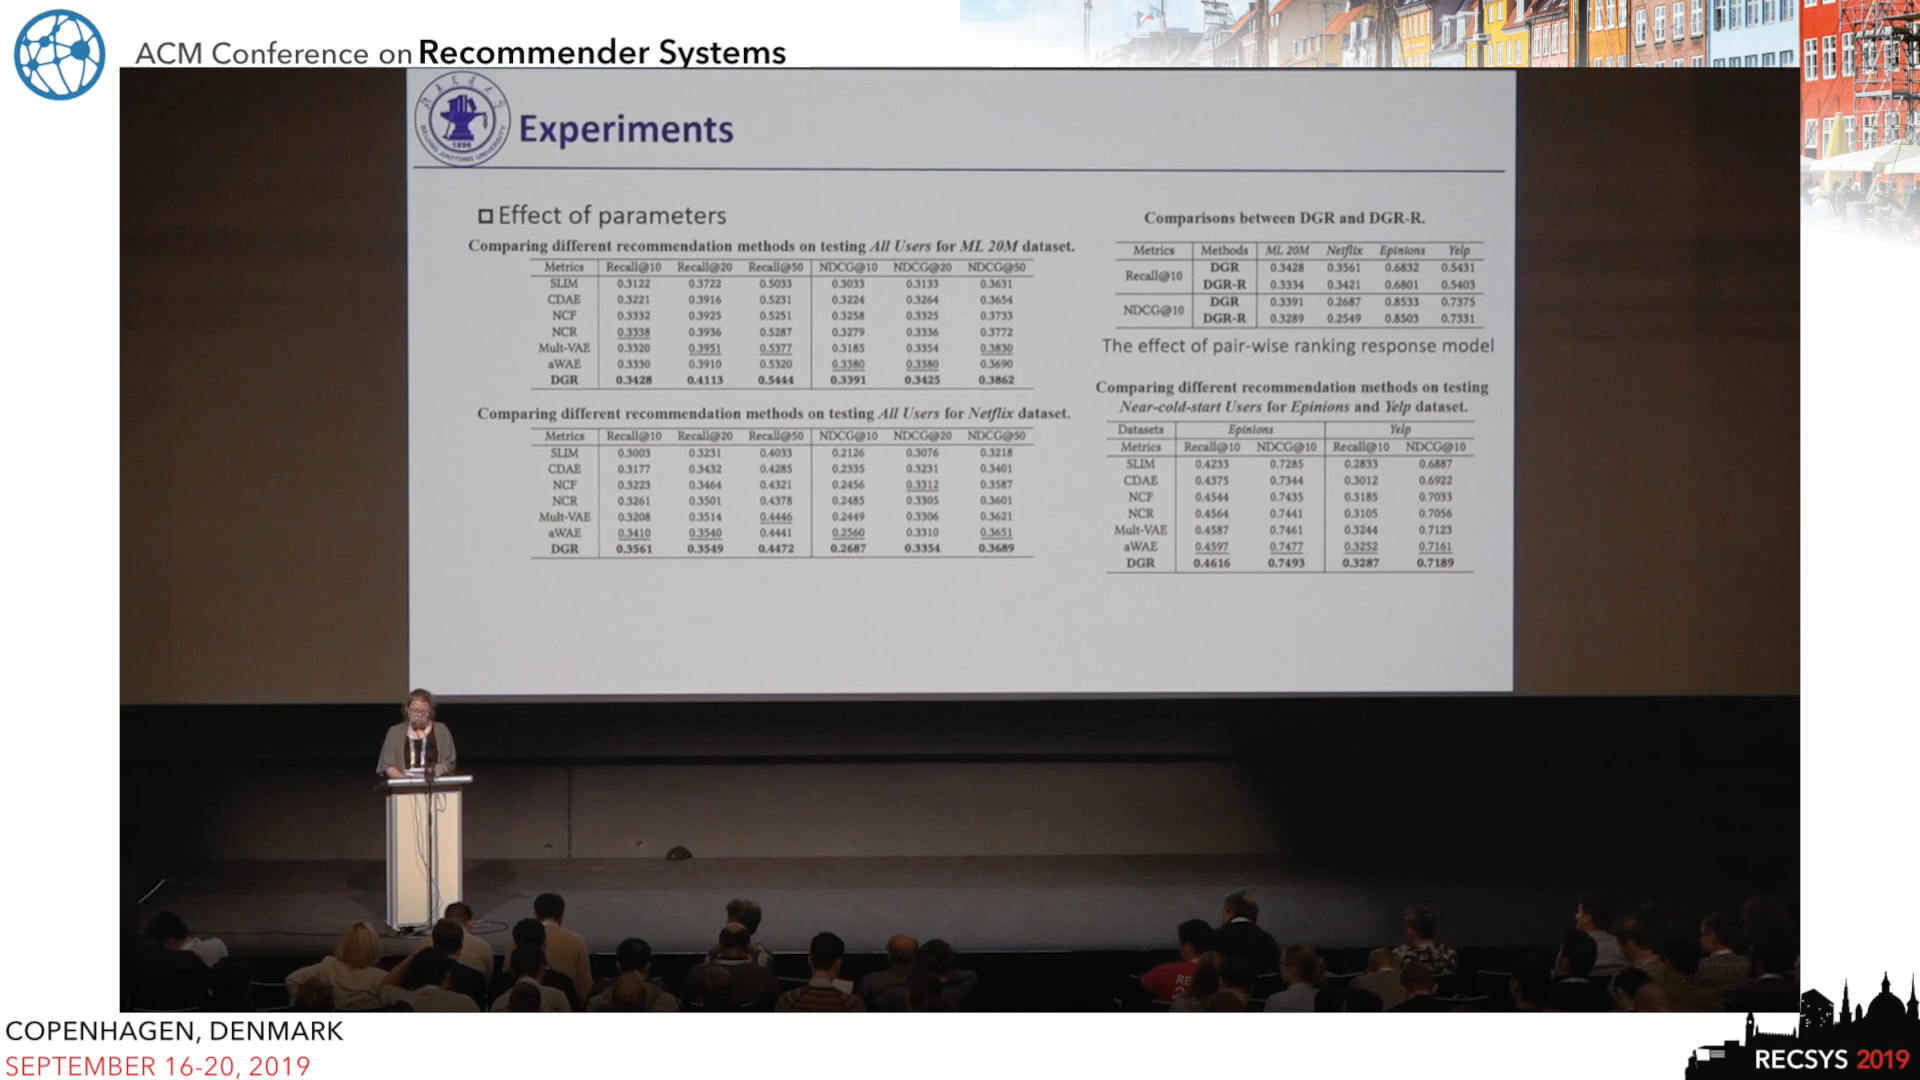 ACM Conference on Recommender Systems
BEIJING JIAOTONG UNIVERSITY
1896
Experiments
Effect of parameters
Comparing different recommendation methods on testing All Users for ML 20M dataset.
Metrics Recall@10 Recall@20 Recall@50 NDCG@10 NDCG@20 NDCG@50
SLIM 0.3122 0.3722 0.5033 0.3033 0.3133 0.3631
CDAE 0.3221 0.3916 0.5231 0.3224 0.3264 0.3654
NCF 0.3332 0.3925 0.5251 0.3258 0.3325 0.3733
NCR 0.3338 0.3936 0.5287 0.3279 0.3336 0.3772
Mult-VAE 0.3320 0.3951 0.5377 0.3185 0.3354 0.3830
aWAE 0.3330 0.3910 0.5320 0.3380 0.3380 0.3690
DGR 0.3428 0.4113 0.5444 0.3391 0.3425 0.3862
Comparing different recommendation methods on testing All Users for Netflix dataset.
Metrics Recall@10 Recall@20 Recall@50 NDCG@10 NDCG@20 NDCG@50
SLIM 0.3003 0.3231 0.4033 0.2126 0.3076 0.3218
CDAE 0.3177 0.3432 0.4285 0.2335 0.3231 0.3401
NCF 0.3223 0.3464 0.4321 0.2456 0.3312 0.3587
NCR 0.3261 0.3501 0.4378 0.2485 0.3305 0.3601
Mult-VAE 0.3208 0.3514 0.4446 0.2449 0.3306 0.3621
aWAE 0.3410 0.3540 0.4441 0.2560 0.3310 0.3651
DGR 0.3561 0.3549 0.4472 0.2687 0.3354 0.3689
Comparisons between DGR and DGR-R.
Metrics Methods ML 20M Netflix Epinions Yelp
Recall@10 DGR 0.3428 0.3561 0.6832 0.5431
DGR-R 0.3334 0.3421 0.6801 0.5403
NDCG@10 DGR 0.3391 0.2687 0.8533 0.7375
DGR-R 0.3289 0.2549 0.8503 0.7331
The effect of pair-wise ranking response model
Comparing different recommendation methods on testing
Near-cold-start Users for Epinions and Yelp dataset.
Datasets Epinions Yelp
Metrics Recall@10 NDCG@10 Recall@10 NDCG@10
SLIM 0.4233 0.7285 0.2833 0.6887
CDAE 0.4375 0.7344 0.3012 0.6922
NCF 0.4544 0.7435 0.3185 0.7033
NCR 0.4564 0.7441 0.3105 0.7056
Mult-VAE 0.4587 0.7461 0.3244 0.7123
aWAE 0.4597 0.7477 0.3252 0.7161
DGR 0.4616 0.7493 0.3287 0.7189
RE
COPENHAGEN, DENMARK
SEPTEMBER 16-20, 2019
RECSYS 2019